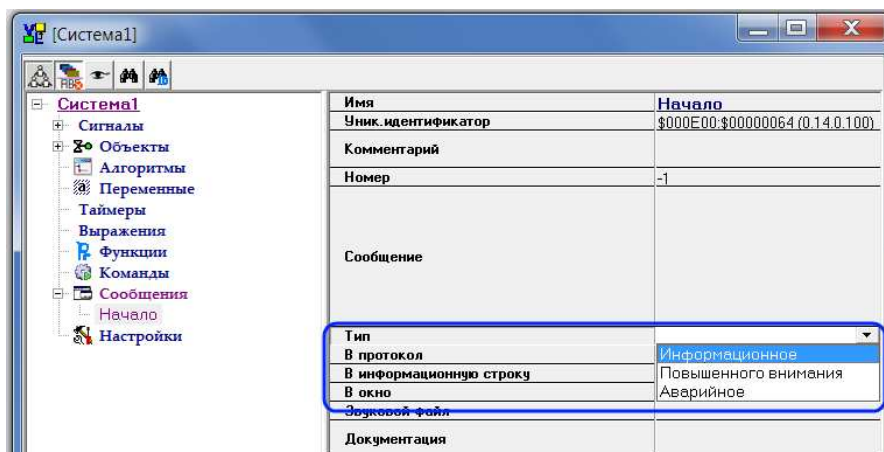 [Система1]
Система1
Сигналы
Объекты
Алгоритмы
Переменные
Таймеры
Выражения
Функции
Команды
Сообщения
Начало
Настройки
Имя Начало
Уник.идентификатор $000E00:$00000064 (0.14.0.100)
Комментарий
Номер -1
Сообщение
Тип
В протокол Информационное
В информационную строку Повышенного внимания
В окно Аварийное
Звуковой файл
Документация